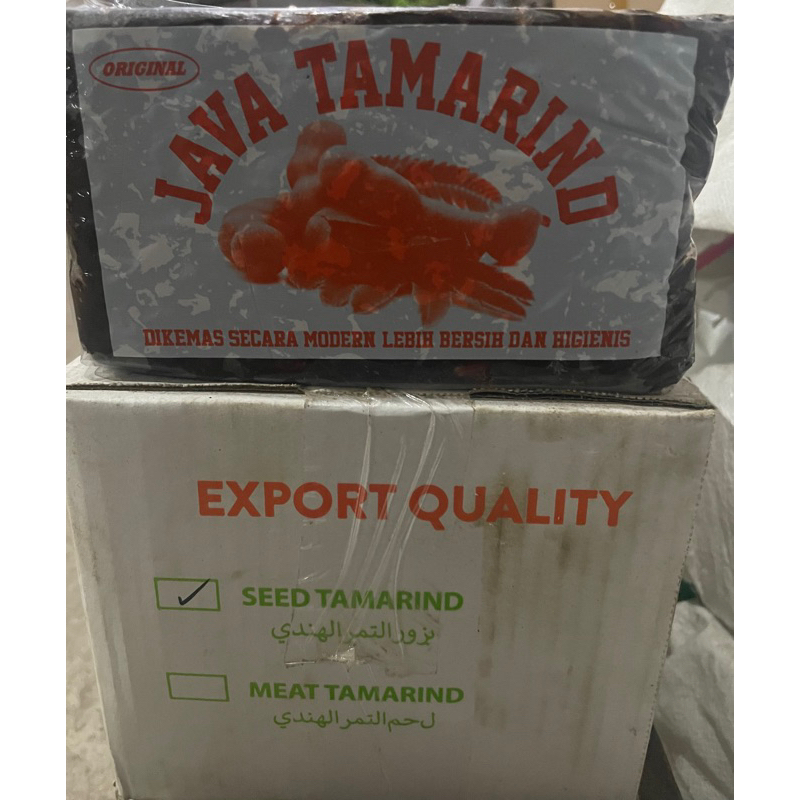 ORIGINAL
JAVA TAMARIND
DIKEMAS SECARA MODERN LEBIH BERSIH DAN HIGIENIS
EXPORT QUALITY
SEED TAMARIND
بزور التمر الهندي
MEAT TAMARIND
ل حم التمر الهندي